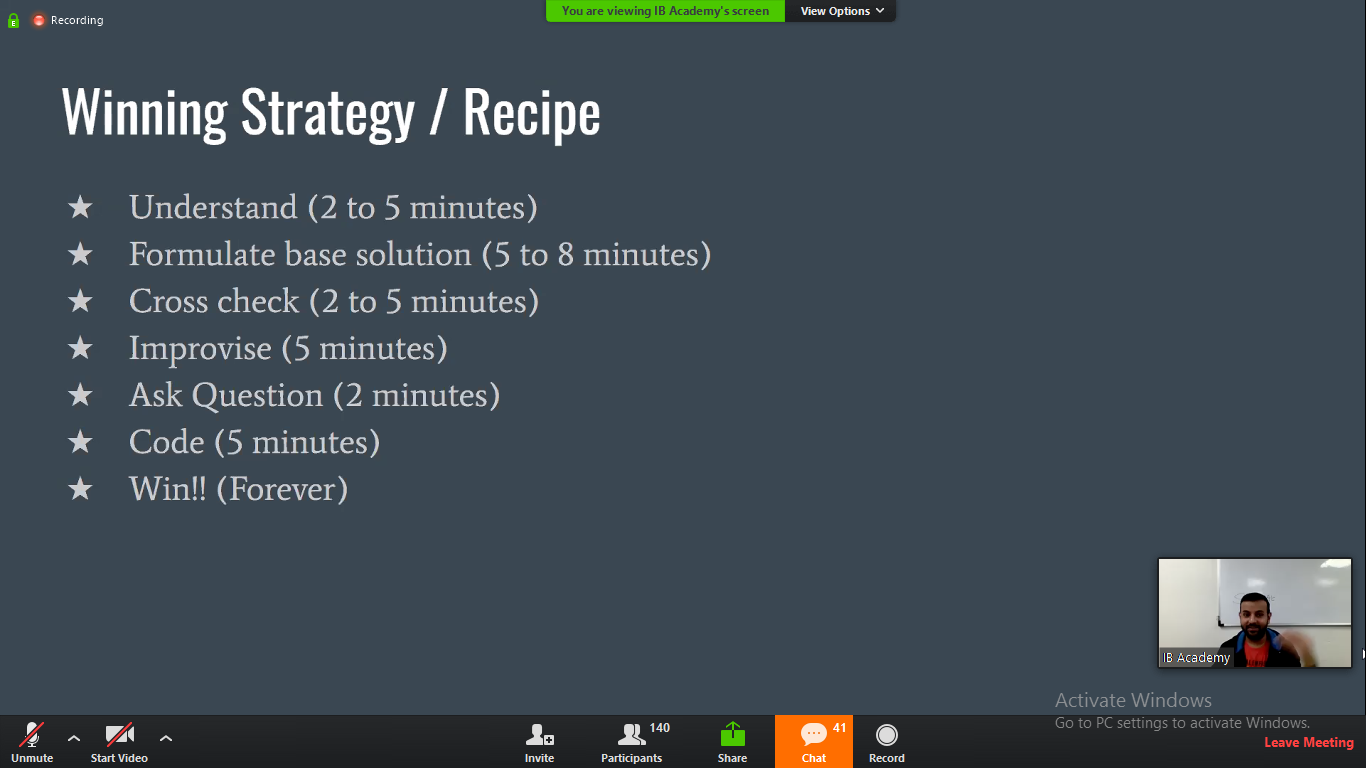 Recording
You are viewing IB Academy's screen
View Options
Winning Strategy / Recipe
★ Understand (2 to 5 minutes)
★ Formulate base solution (5 to 8 minutes)
★ Cross check (2 to 5 minutes)
★ Improvise (5 minutes)
★ Ask Question (2 minutes)
★ Code (5 minutes)
★ Win!! (Forever)
IB Academy
Activate Windows
Go to PC settings to activate Windows.
Leave Meeting
140
41
Unmute
Start Video
Invite
Participants
Share
Chat
Record